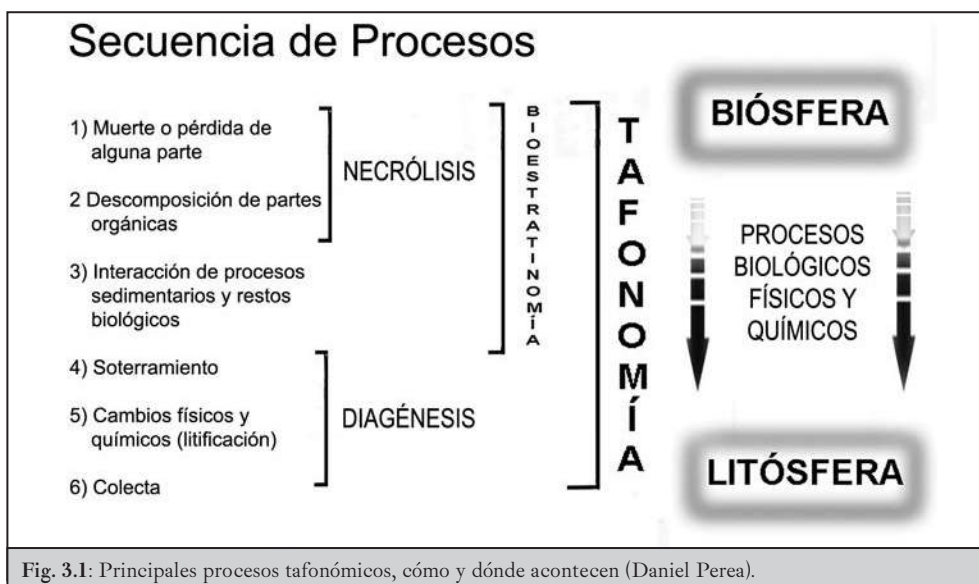 Secuencia de Procesos
1) Muerte o pérdida de
alguna parte
2 Descomposición de partes
orgánicas
3) Interacción de procesos
sedimentarios y restos
biológicos
4) Soterramiento
5) Cambios físicos y
químicos (litificación)
6) Colecta
NECRÓLISIS
DIAGÉNESIS
BIOESTRATINOMÍA
TAFONOMÍA
BIÓSFERA
PROCESOS
BIOLÓGICOS
FÍSICOS Y
QUÍMICOS
LITÓSFERA
Fig. 3.1: Principales procesos tafonómicos, cómo y dónde acontecen (Daniel Perea).